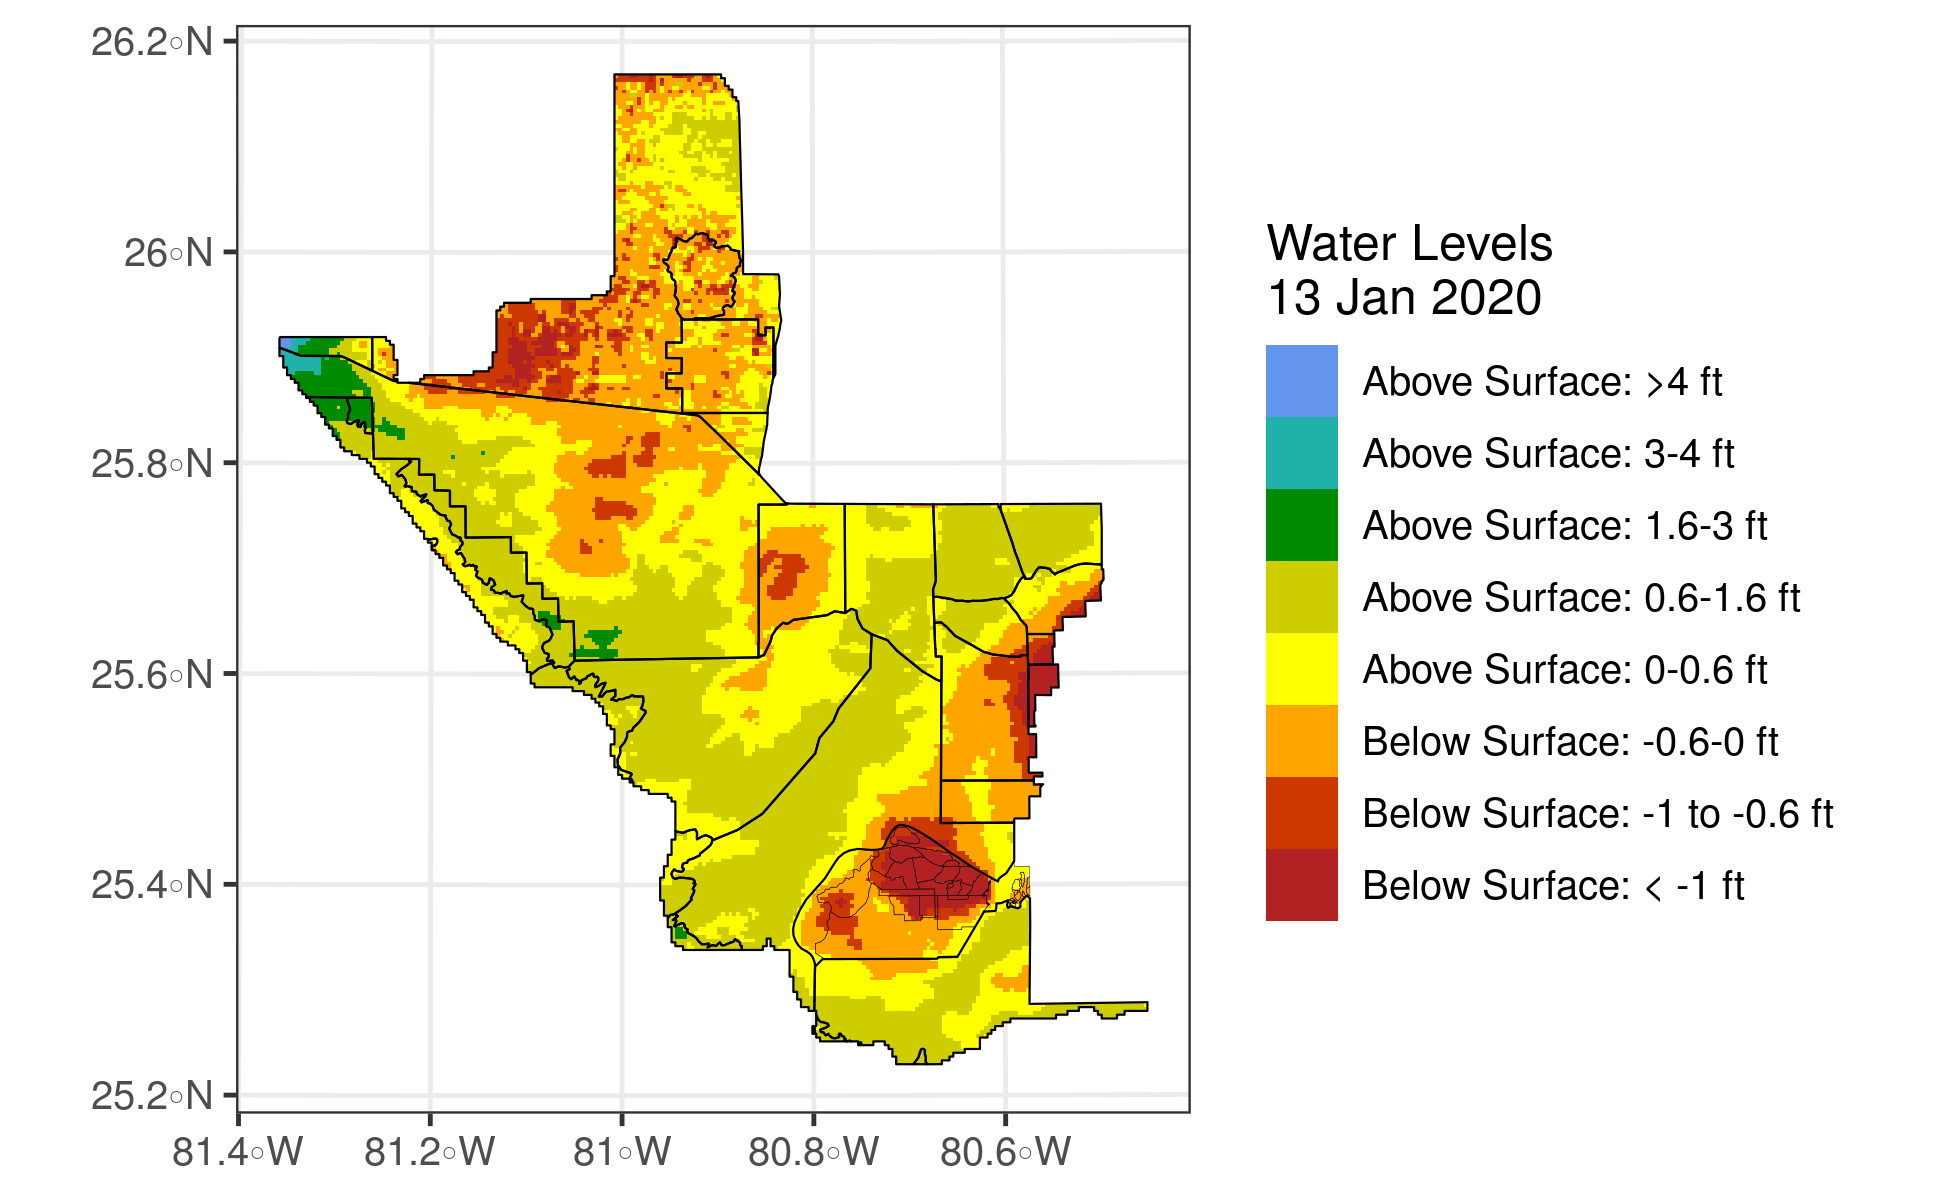 26.2◦N
26◦N
25.8◦N
25.6◦N
25.4◦N
25.2◦N
81.4◦W
81.2◦W
81◦W
80.8◦W
80.6◦W
Water Levels
13 Jan 2020
Above Surface: >4 ft
Above Surface: 3-4 ft
Above Surface: 1.6-3 ft
Above Surface: 0.6-1.6 ft
Above Surface: 0-0.6 ft
Below Surface: -0.6-0 ft
Below Surface: -1 to -0.6 ft
Below Surface: < -1 ft